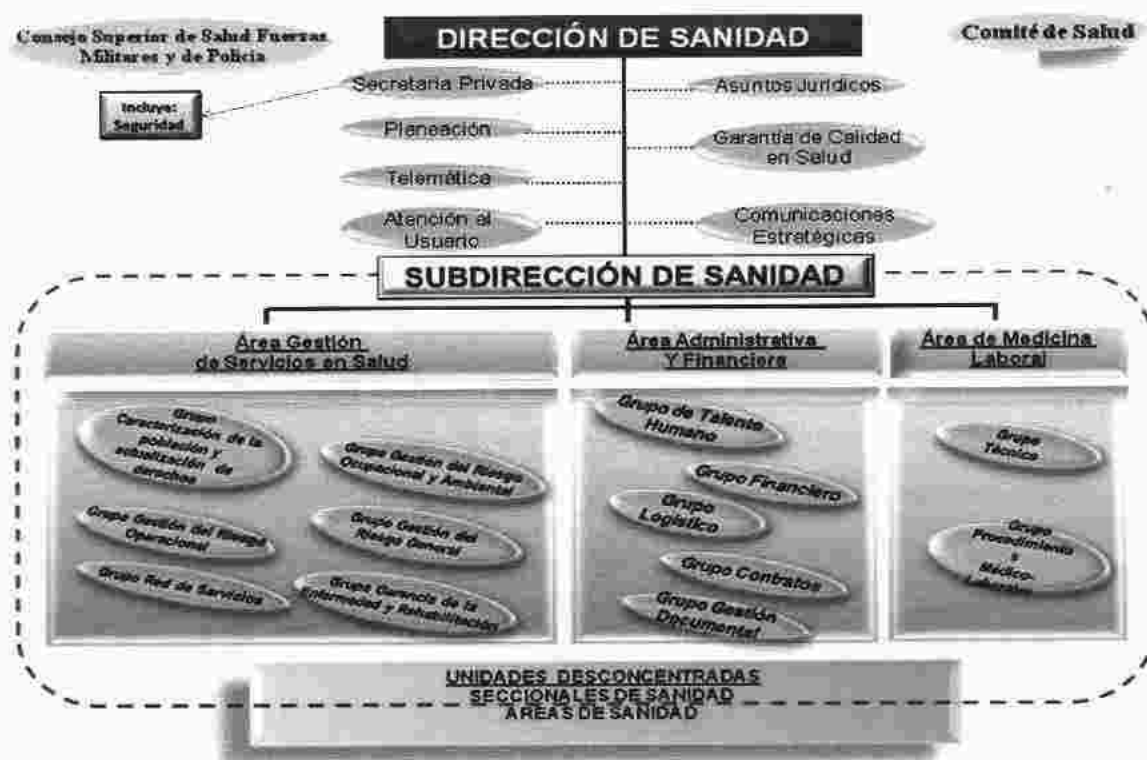 Consejo Superior de Salud Fuerzas
Militares y de Policía
DIRECCIÓN DE SANIDAD
Comité de Salud
Incluye:
Seguridad
Secretaria Privada
Asuntos Jurídicos
Planeación
Garantía de Calidad
en Salud
Telemática
Atención al
Usuario
Comunicaciones
Estratégicas
SUBDIRECCIÓN DE SANIDAD
Área Gestión
de Servicios en Salud
Área Administrativa
Y Financiera
Área de Medicina
Laboral
Grupo
Caracterización de la
población y
actualización de
derechos
Grupo Gestión del Riesgo
Ocupacional y Ambiental
Grupo Gestión del Riesgo
Operacional
Grupo Gestión del
Riesgo General
Grupo Red de Servicios
Grupo Gerencia de la
Enfermedad y Rehabilitación
Grupo de Talento
Humano
Grupo Financiero
Grupo
Logístico
Grupo Contratos
Grupo Gestión
Documental
Grupo
Técnico
Grupo
Procedimiento
s
Médico-
UNIDADES DESCONCENTRADAS
SECCIONALES DE SANIDAD
ÁREAS DE SANIDAD